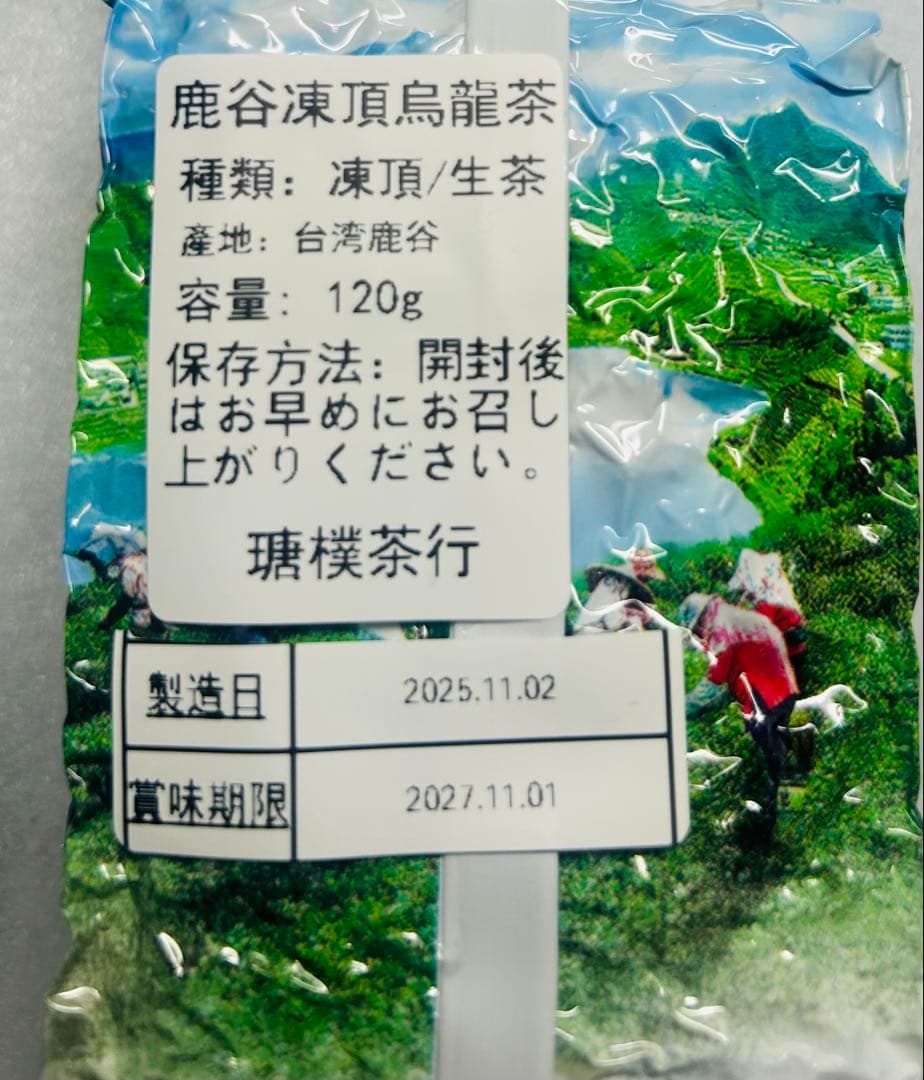 鹿谷凍頂烏龍茶
種類: 凍頂/生茶
產地: 台湾鹿谷
容量: 120g
保存方法: 開封後
はお早めにお召し
上がりください。
瑭樸茶行
製造日 2025.11.02
賞味期限 2027.11.01